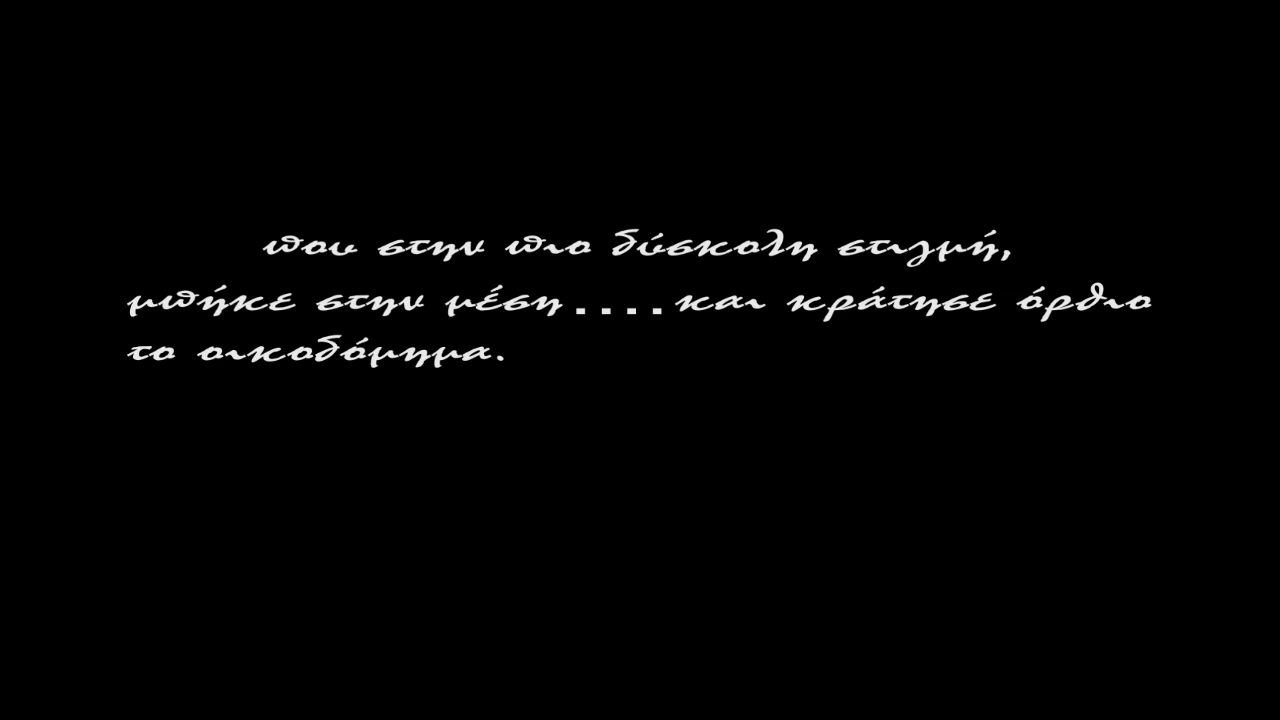 που στην πιο δύσκολη στιγμή,
μπήκε στην μέση....και κράτησε όρθιο
το οικοδόμημα.